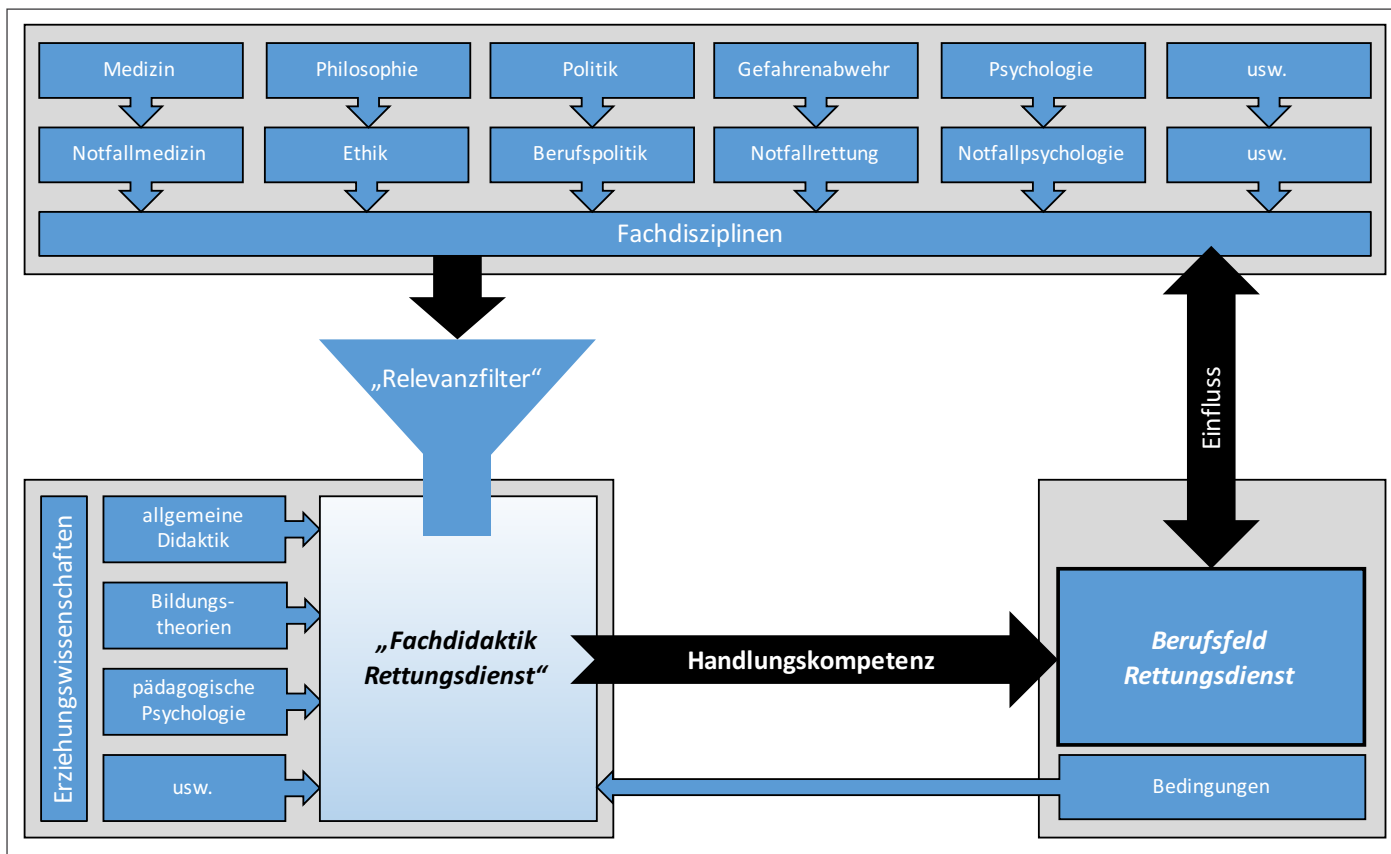 Medizin
Philosophie
Politik
Gefahrenabwehr
Psychologie
usw.
Notfallmedizin
Ethik
Berufspolitik
Notfallrettung
Notfallpsychologie
usw.
Fachdisziplinen
„Relevanzfilter“
Einfluss
Erziehungswissenschaften
allgemeine
Didaktik
Bildungs-
theorien
pädagogische
Psychologie
usw.
„Fachdidaktik
Rettungsdienst“
Handlungskompetenz
Berufsfeld
Rettungsdienst
Bedingungen